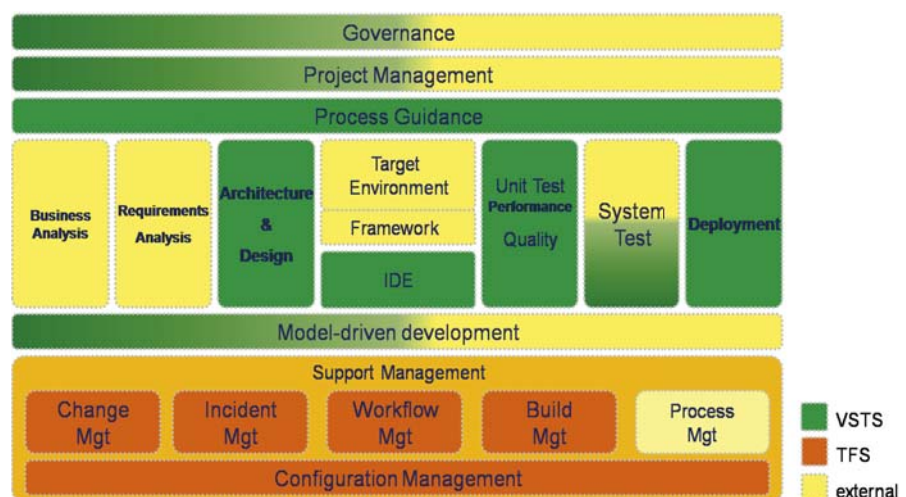 Governance
Project Management
Process Guidance
Business
Analysis
Requirements
Analysis
Architecture
&
Design
Target
Environment
Framework
IDE
Unit Test
Performance
Quality
System
Test
Deployment
Model-driven development
Support Management
Change
Mgt
Incident
Mgt
Workflow
Mgt
Build
Mgt
Process
Mgt
Configuration Management
VSTS
TFS
external